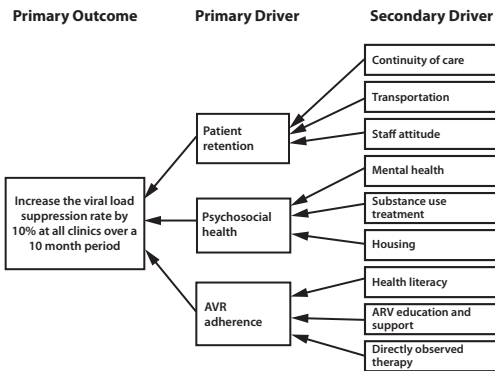 Primary Outcome
Primary Driver
Secondary Driver
Increase the viral load
suppression rate by
10% at all clinics over a
10 month period
Patient
retention
Psychosocial
health
AVR
adherence
Continuity of care
Transportation
Staff attitude
Mental health
Substance use
treatment
Housing
Health literacy
ARV education and
support
Directly observed
therapy